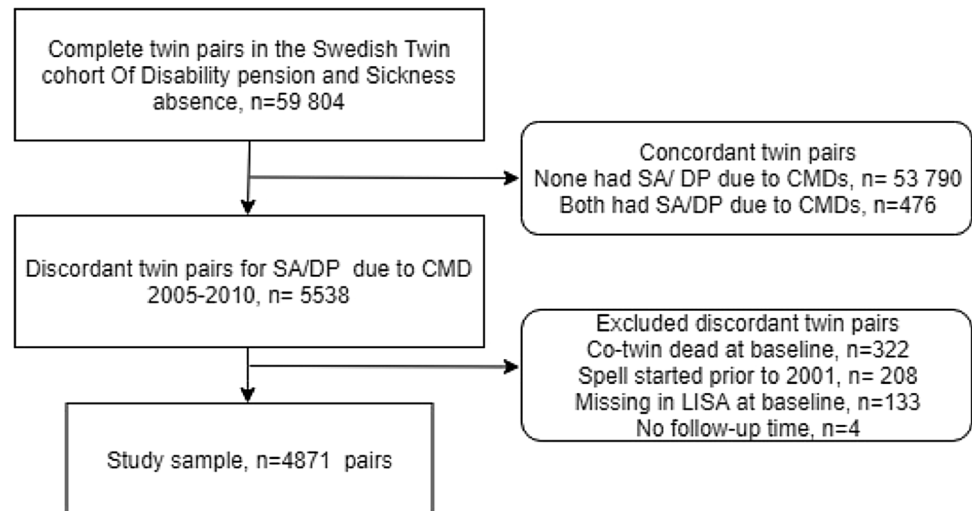 Complete twin pairs in the Swedish Twin
cohort Of Disability pension and Sickness
absence, n=59 804
Concordant twin pairs
None had SA/ DP due to CMDs, n= 53 790
Both had SA/DP due to CMDs, n=476
Discordant twin pairs for SA/DP due to CMD
2005-2010, n= 5538
Excluded discordant twin pairs
Co-twin dead at baseline, n=322
Spell started prior to 2001, n= 208
Missing in LISA at baseline, n=133
No follow-up time, n=4
Study sample, n=4871 pairs